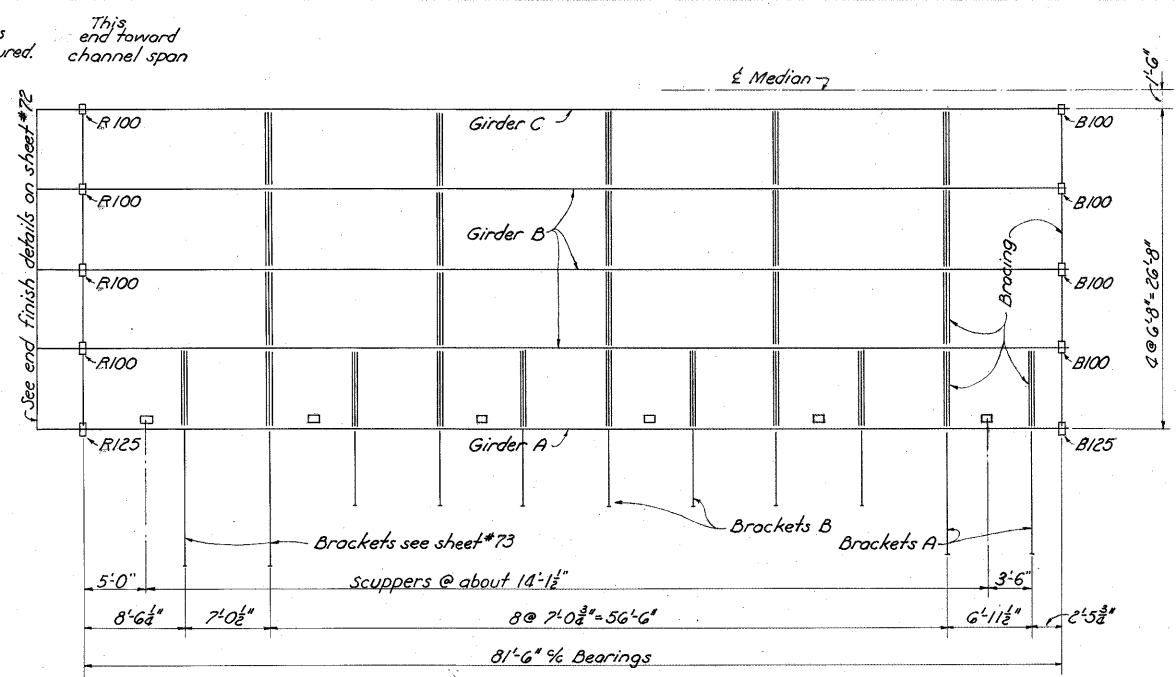 s
ured.
This
end toward
channel span
See end finish details on sheet #72
℄ Median
1'-6"
R100
Girder C
B100
R100
B100
Girder B
Bracing
R100
B100
4 @ 6'-8" = 26'-8"
R100
B100
R125
Girder A
B125
Brackets B
Brackets see sheet #73
Brackets A
5'-0"
Scuppers @ about 14'-1½"
3'-6"
8'-6¼"
7'-0½"
8 @ 7'-0¾" = 56'-6"
6'-11½"
2'-5¾"
81'-6" c/c Bearings